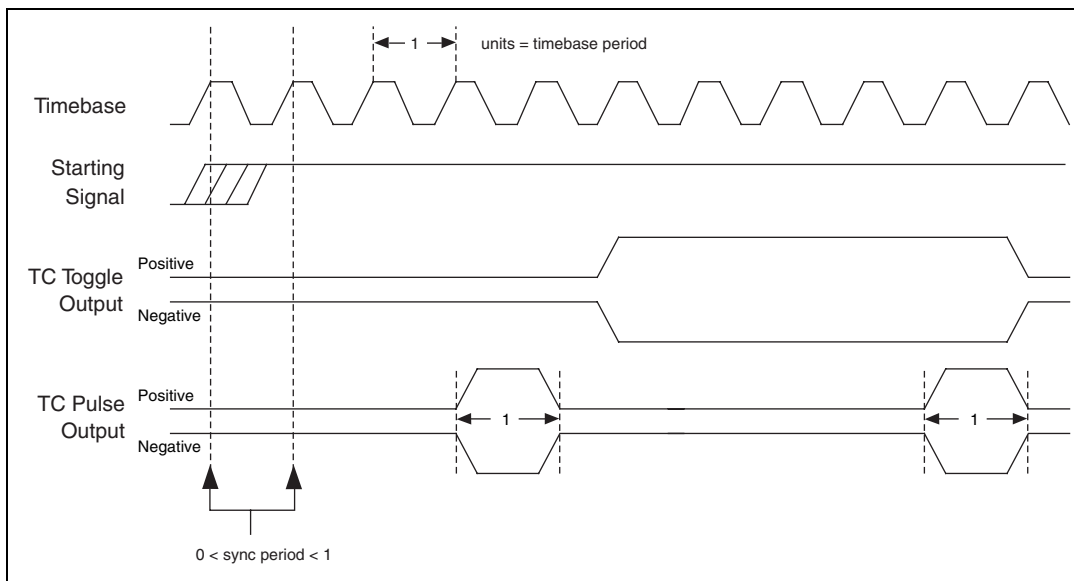 1
units = timebase period
Timebase
Starting
Signal
TC Toggle
Output
Positive
Negative
TC Pulse
Output
Positive
Negative
1
1
0 < sync period < 1